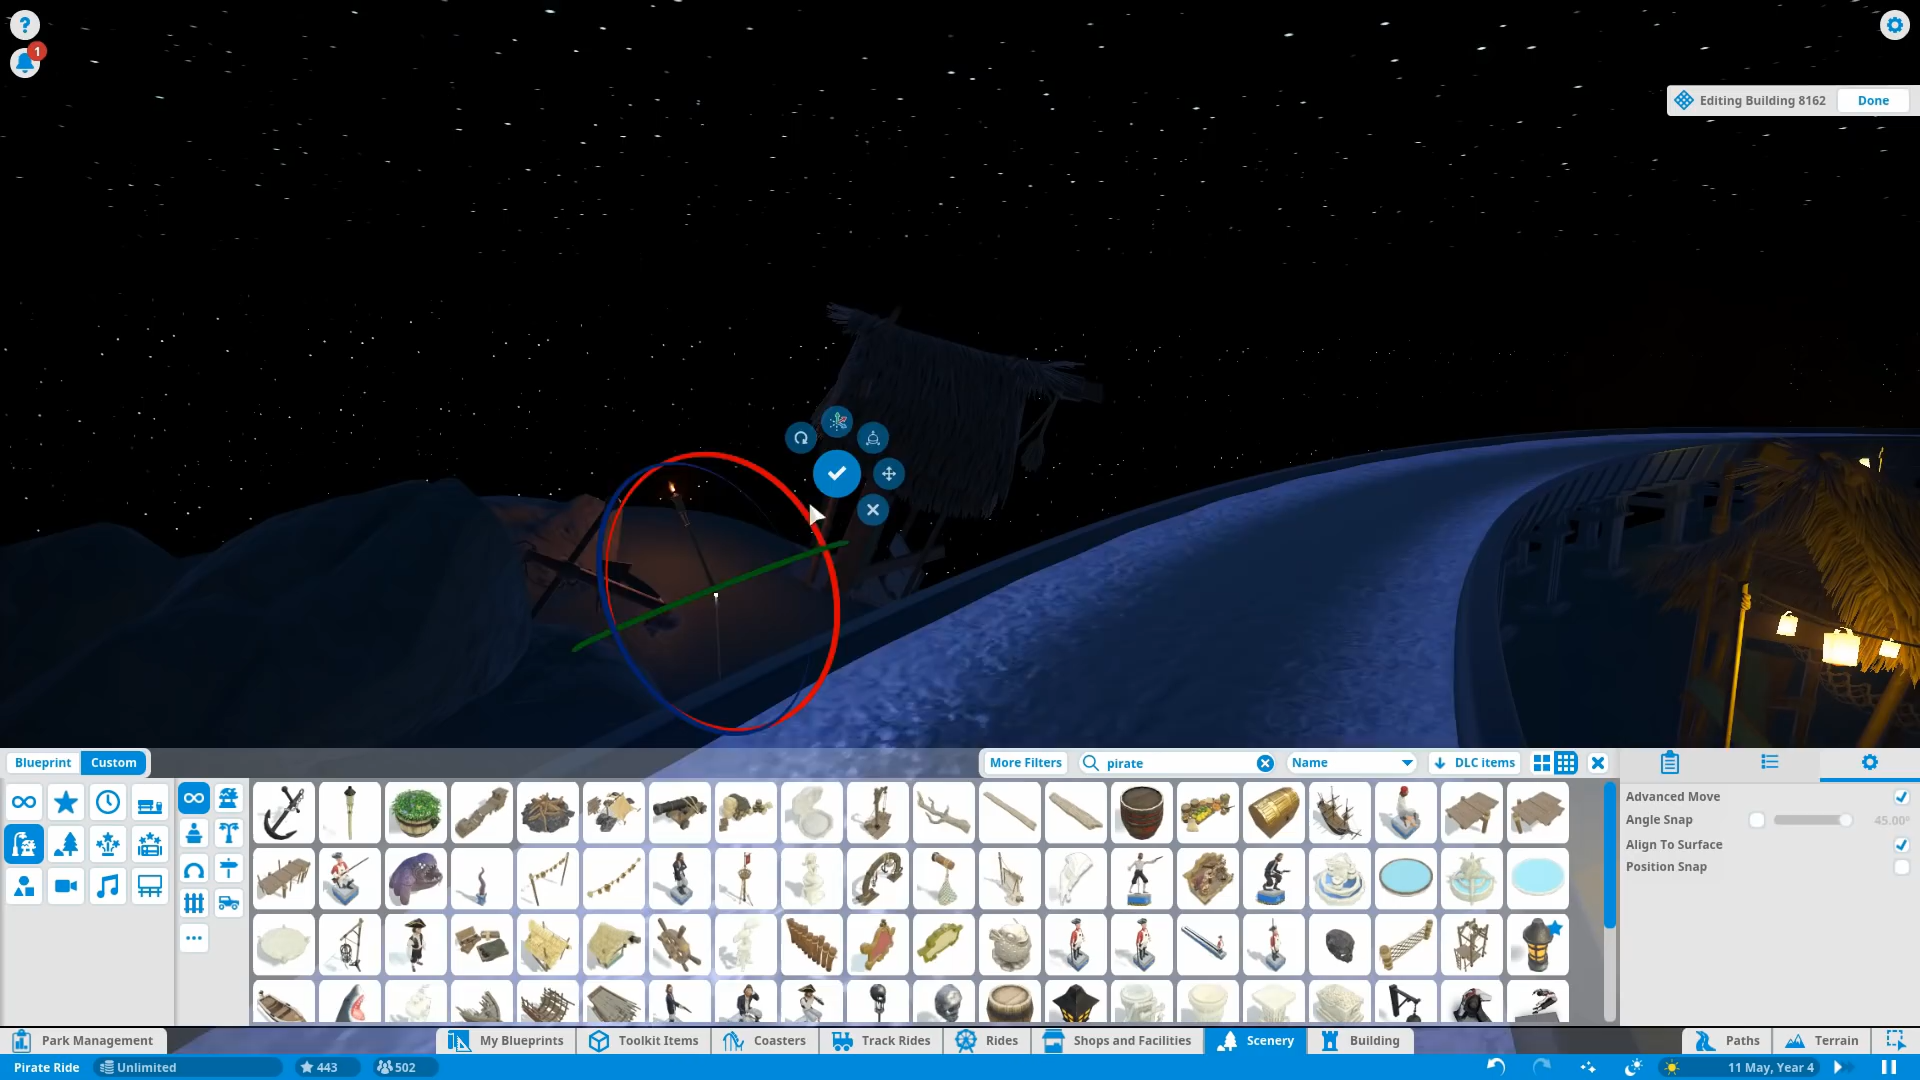 ?
1
Editing Building 8162
Done
Blueprint
Custom
More Filters
pirate
Name
DLC items
Advanced Move
Angle Snap
45.00°
Align To Surface
Position Snap
Park Management
My Blueprints
Toolkit Items
Coasters
Track Rides
Rides
Shops and Facilities
Scenery
Building
Paths
Terrain
Pirate Ride
Unlimited
443
502
11 May, Year 4